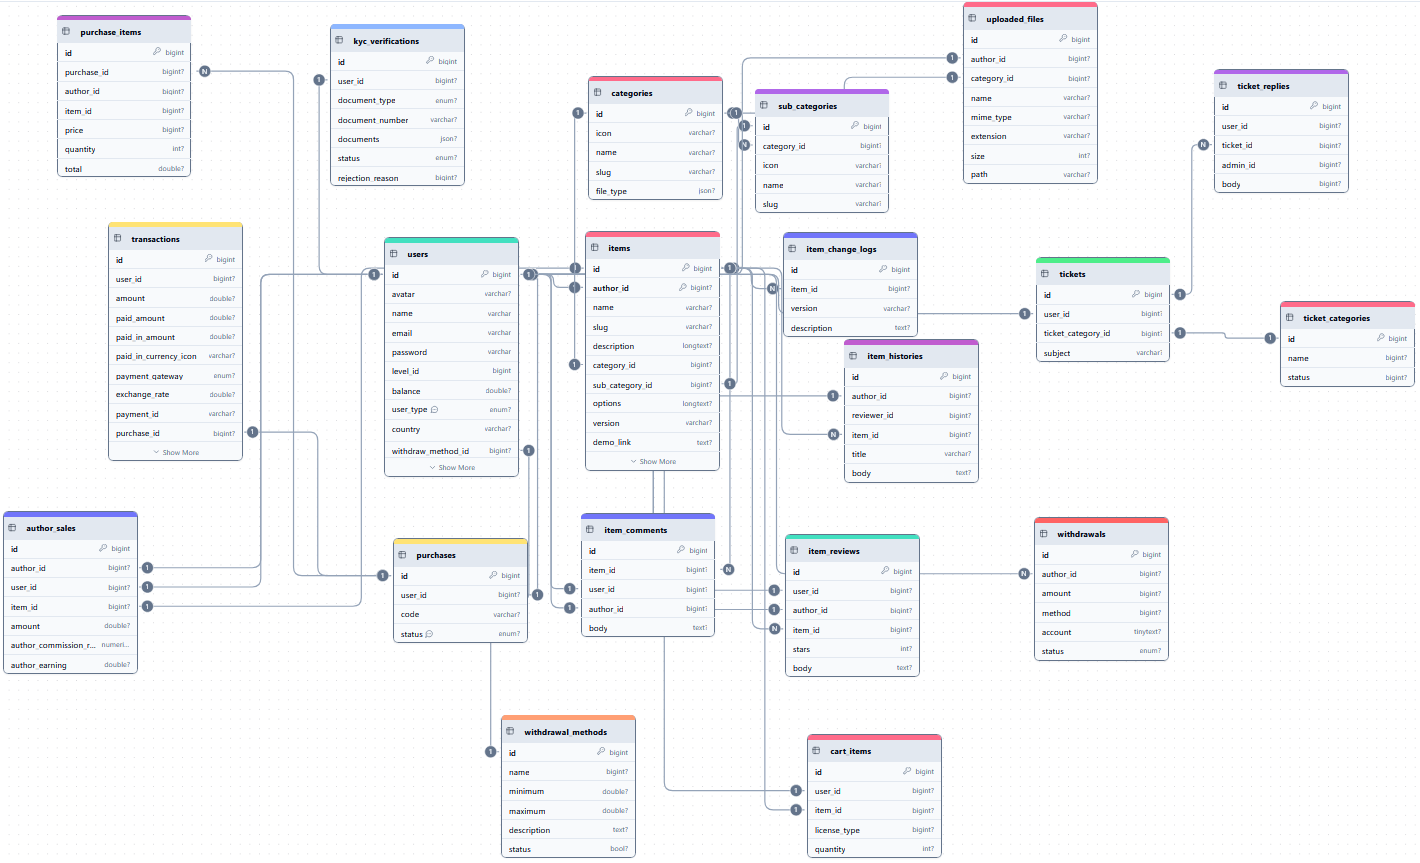 purchase_items
id bigint
purchase_id bigint?
author_id bigint?
item_id bigint?
price bigint?
quantity int?
total double?
kyc_verifications
id bigint
user_id bigint?
document_type enum?
document_number varchar?
documents json?
status enum?
rejection_reason bigint?
categories
id bigint
icon varchar?
name varchar?
slug varchar?
file_type json?
sub_categories
id bigint
category_id bigint?
icon varchar?
name varchar?
slug varchar?
uploaded_files
id bigint
author_id bigint?
category_id bigint?
name varchar?
mime_type varchar?
extension varchar?
size int?
path varchar?
ticket_replies
id bigint
user_id bigint?
ticket_id bigint?
admin_id bigint?
body bigint?
transactions
id bigint
user_id bigint?
amount double?
paid_amount double?
paid_in_amount double?
paid_in_currency_icon varchar?
payment_gateway enum?
exchange_rate double?
payment_id varchar?
purchase_id bigint?
Show More
users
id bigint
avatar varchar?
name varchar
email varchar
password varchar
level_id bigint
balance double?
user_type enum?
country varchar?
withdraw_method_id bigint?
Show More
items
id bigint
author_id bigint
name varchar?
slug varchar?
description longtext?
category_id bigint?
sub_category_id bigint?
options longtext?
version varchar?
demo_link text?
Show More
item_change_logs
id bigint
item_id bigint?
version varchar?
description text?
item_histories
id bigint
author_id bigint?
reviewer_id bigint?
item_id bigint?
title varchar?
body text?
tickets
id bigint
user_id bigint?
ticket_category_id bigint?
subject varchar?
ticket_categories
id bigint
name bigint?
status bigint?
author_sales
id bigint
author_id bigint?
user_id bigint?
item_id bigint?
amount double?
author_commission_r... numeri...
author_earning double?
purchases
id bigint
user_id bigint?
code varchar?
status enum?
item_comments
id bigint
item_id bigint?
user_id bigint?
author_id bigint?
body text?
item_reviews
id bigint
user_id bigint?
author_id bigint?
item_id bigint?
stars int?
body text?
withdrawals
id bigint
author_id bigint?
amount bigint?
method bigint?
account tinytext?
status enum?
withdrawal_methods
id bigint
name bigint?
minimum double?
maximum double?
description text?
status bool?
cart_items
id bigint
user_id bigint?
item_id bigint?
license_type bigint?
quantity int?